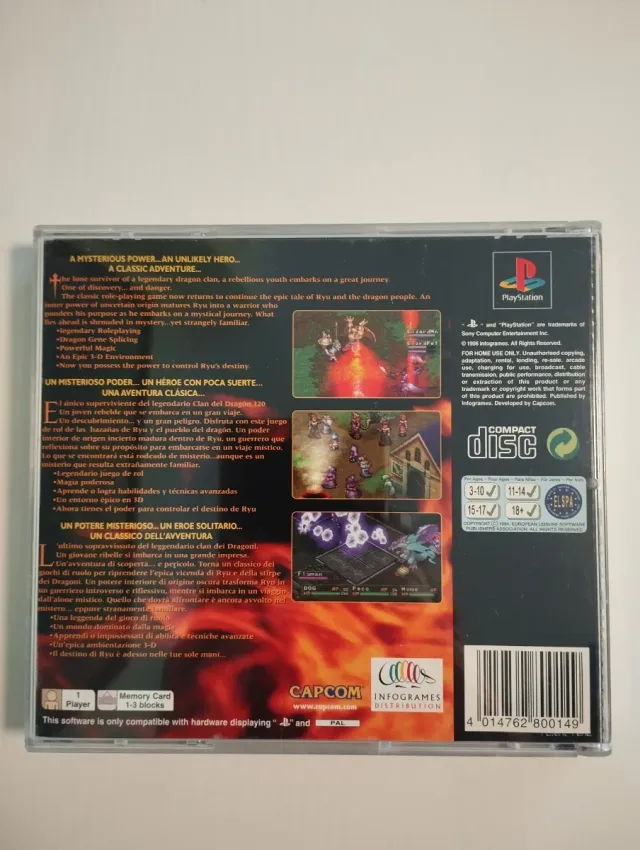 A MYSTERIOUS POWER...AN UNLIKELY HERO...
A CLASSIC ADVENTURE...
the lone survivor of a legendary dragon clan, a rebellious youth embarks on a great journey.
One of discovery... and danger.
The classic role-playing game now returns to continue the epic tale of Ryu and the dragon people. An
inner power of uncertain origin matures Ryu into a warrior who
ponders his purpose as he embarks on a mystical journey. What
lies ahead is shrouded in mystery...yet strangely familiar.
•legendary Roleplaying
•Dragon Gene Splicing
•Powerful Magic
•An Epic 3-D Environment
•Now you possess the power to control Ryu's destiny.
UN MISTERIOSO PODER... UN HÉROE CON POCA SUERTE...
UNA AVENTURA CLÁSICA...
El único superviviente del legendario Clan del Dragón.120
Un joven rebelde que se embarca en un gran viaje.
Un descubrimiento... y un gran peligro. Disfruta con este juego
de rol de las hazañas de Ryu y el pueblo del dragón. Un poder
interior de origen incierto madura dentro de Ryu, un guerrero que
reflexiona sobre su propósito para embarcarse en un viaje místico.
Lo que se encontrará está rodeado de misterio...aunque es un
misterio que resulta extrañamente familiar.
•Legendario juego de rol
•Magia poderosa
•Aprende o logra habilidades y técnicas avanzadas
•Un entorno épico en 3D
•Ahora tienes el poder para controlar el destino de Ryu
UN POTERE MISTERIOSO... UN EROE SOLITARIO...
UN CLASSICO DELL'AVVENTURA
L'ultimo sopravvissuto del leggendario clan dei Dragoni.
Un giovane ribelle si imbarca in una grande impresa.
Un'avventura di scoperta... e pericolo. Torna un classico dei
giochi di ruolo per riprendere l'epica vicenda di Ryu e della stirpe
dei Dragoni. Un potere interiore di origine oscura trasforma Ryu in
un guerriero introverso e riflessivo, mentre si imbarca in un viaggio
dall'alone mistico. Quello che dovrà affrontare è ancora avvolto nel
mistero... eppure stranamente familiare.
•Una leggenda del gioco di ruolo
•Un mondo dominato dalla magia
•Apprendi o impossessati di abilità e tecniche avanzate
•Un'epica ambientazione 3-D
•Il destino di Ryu è adesso nelle tue sole mani...
1
Player
Memory Card
1-3 blocks
This software is only compatible with hardware displaying " " and PAL
CAPCOM
www.capcom.com
INFOGRAMES
DISTRIBUTION
PlayStation
" " and "PlayStation" are trademarks of
Sony Computer Entertainment Inc.
© 1998 Infogrames. All Rights Reserved.
FOR HOME USE ONLY. Unauthorised copying,
adaptation, rental, lending, re-sale, arcade
use, charging for use, broadcast, cable
transmission, public performance, distribution
or extraction of this product or any
trademark or copyright work that forms part
of this product are prohibited. Published by
Infogrames. Developed by Capcom.
COMPACT
disc
3-10
11-14
15-17
18+
ELSPA
COPYRIGHT © 1994, EUROPEAN LEISURE SOFTWARE
PUBLISHERS ASSOCIATION. ALL RIGHTS RESERVED
4 014762 800149